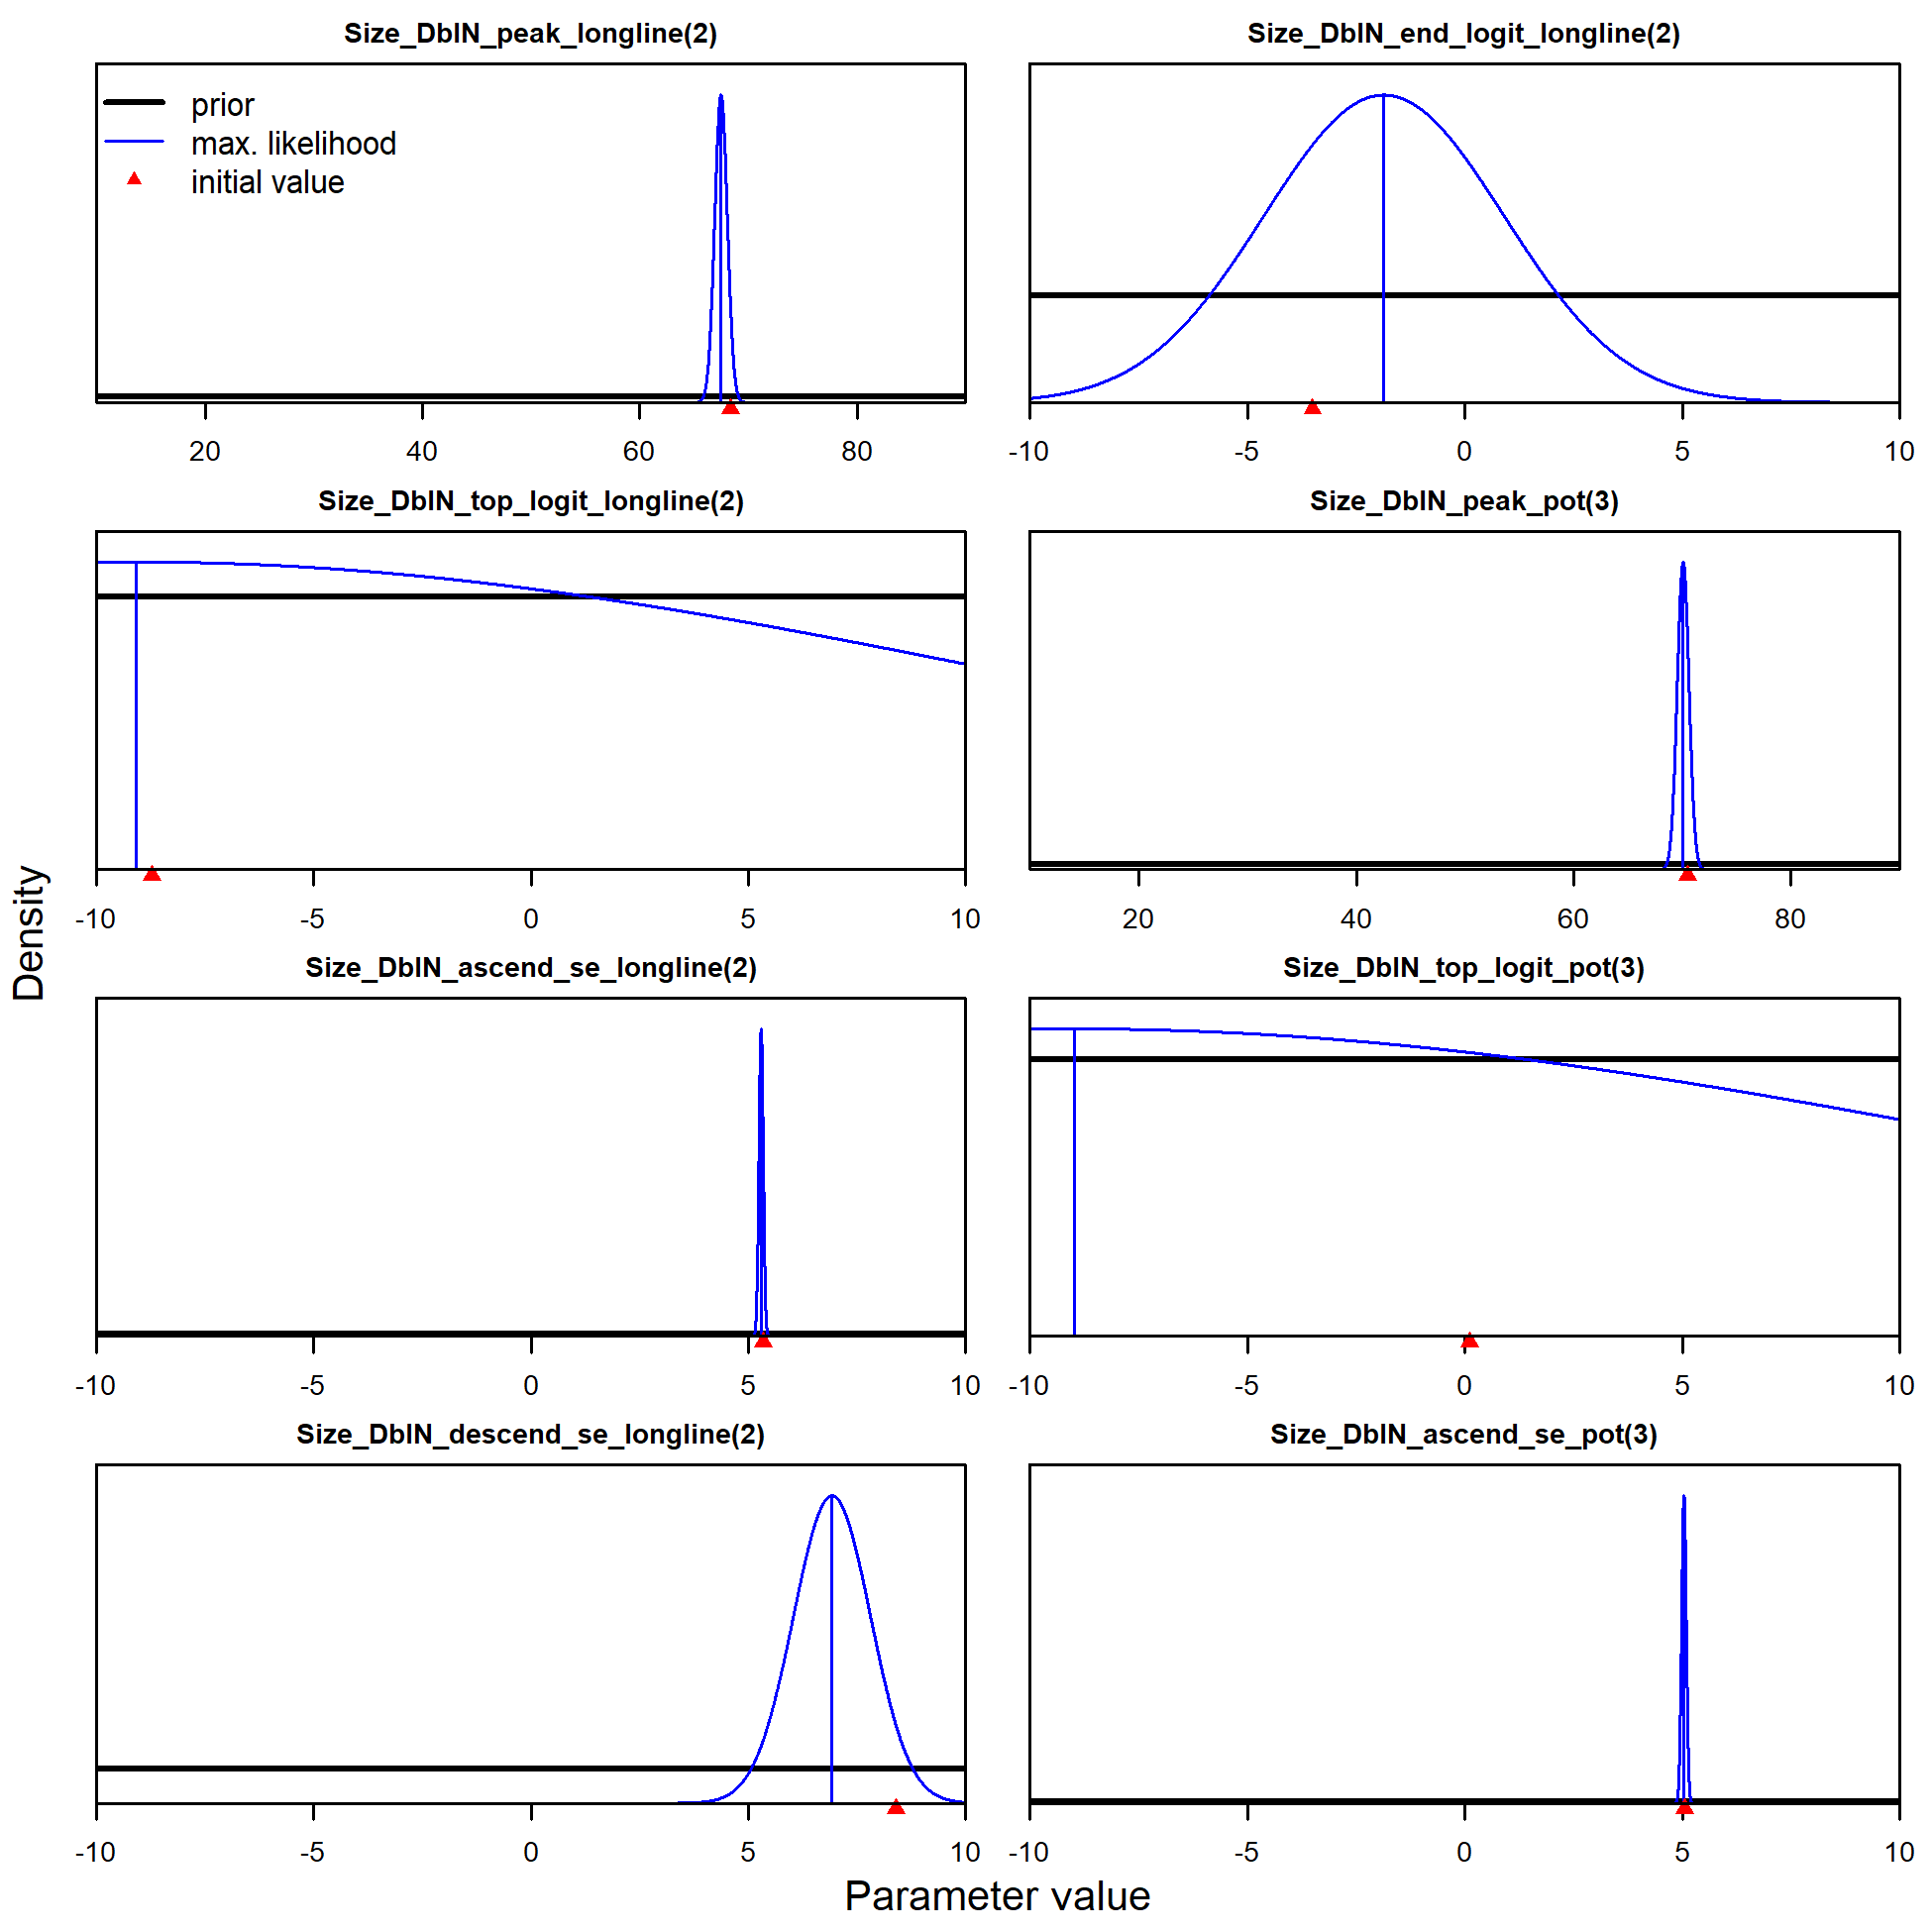 Size_DblN_peak_longline(2)
prior
max. likelihood
initial value
20 40 60 80
Size_DblN_end_logit_longline(2)
-10 -5 0 5 10
Size_DblN_top_logit_longline(2)
-10 -5 0 5 10
Size_DblN_peak_pot(3)
20 40 60 80
Size_DblN_ascend_se_longline(2)
-10 -5 0 5 10
Size_DblN_top_logit_pot(3)
-10 -5 0 5 10
Size_DblN_descend_se_longline(2)
-10 -5 0 5 10
Size_DblN_ascend_se_pot(3)
-10 -5 0 5 10
Density
Parameter value